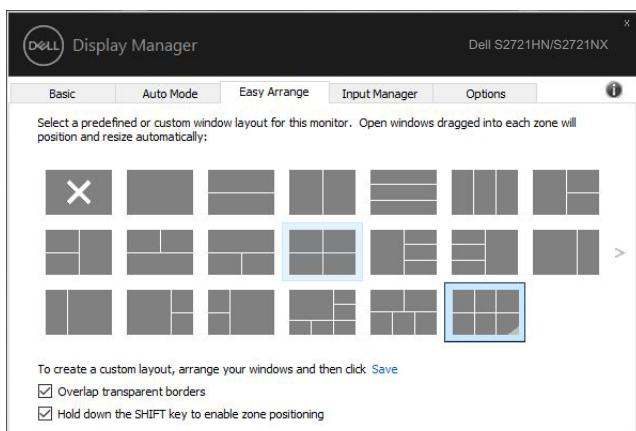 DELL Display Manager Dell S2721HN/S2721NX
Basic Auto Mode Easy Arrange Input Manager Options
Select a predefined or custom window layout for this monitor. Open windows dragged into each zone will
position and resize automatically:
To create a custom layout, arrange your windows and then click Save
Overlap transparent borders
Hold down the SHIFT key to enable zone positioning